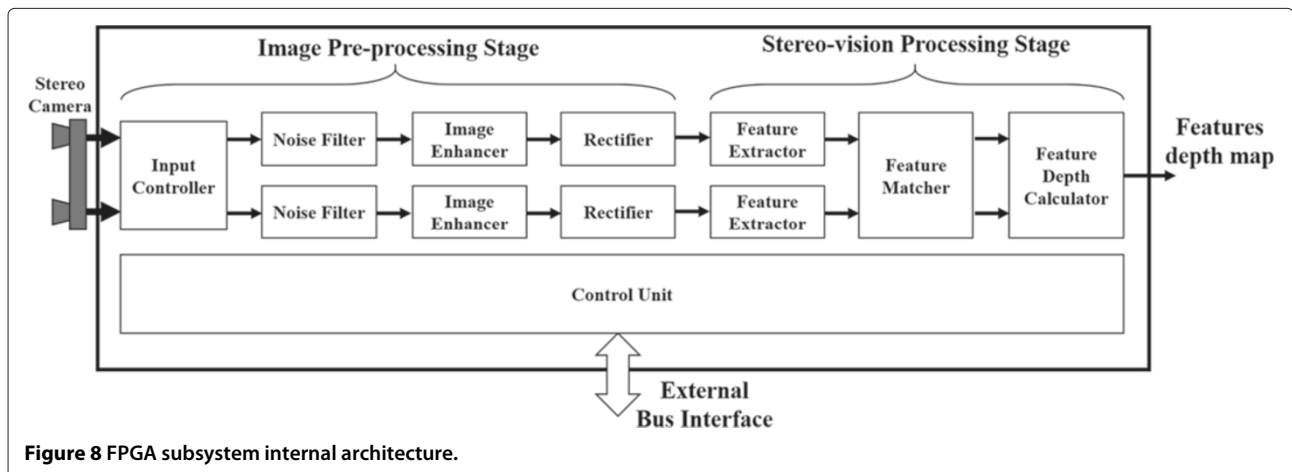 Image Pre-processing Stage
Stereo-vision Processing Stage
Stereo
Camera
Input
Controller
Noise Filter
Image
Enhancer
Rectifier
Feature
Extractor
Noise Filter
Image
Enhancer
Rectifier
Feature
Extractor
Feature
Matcher
Feature
Depth
Calculator
Features
depth map
Control Unit
External
Bus Interface
Figure 8 FPGA subsystem internal architecture.